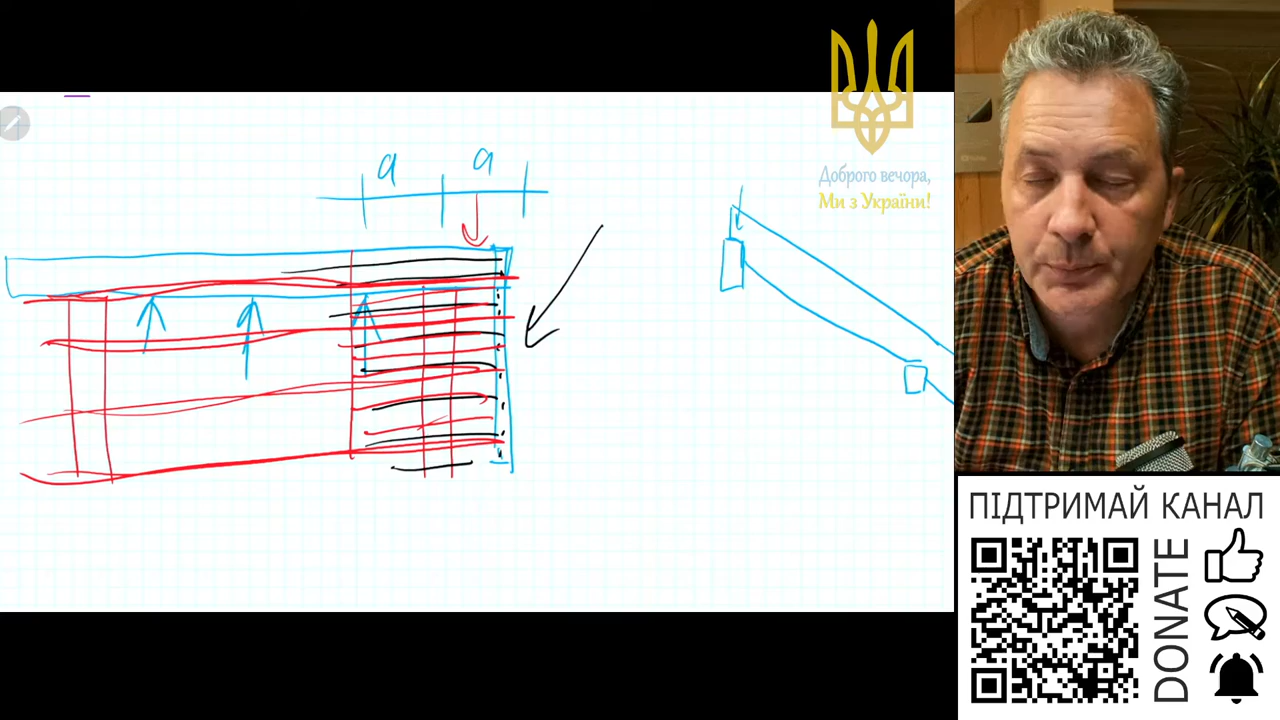 a a
Доброго вечора,
Ми з України!
ПІДТРИМАЙ КАНАЛ
DONATE